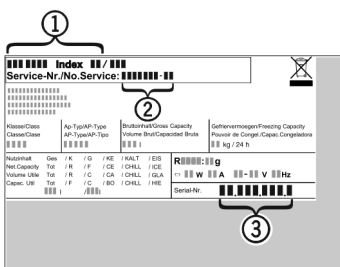 1
Index /
Service-Nr./No.Service: -
2
Klasse/Class Ap-Typ/AP-Type Bruttoinhalt/Gross Capacity Gefriervermoegen/Freezing Capacity
Classe/Clase AP-Type/AP-Tipo Volume Brut/Capacidad Bruta Pouvoir de Congel./Capac.Congeladora
l kg / 24 h
Nutzinhalt Ges / K / G / KE / KALT / EIS
Net.Capacity Tot / R / F / CE / CHILL / ICE
Volume Utile Tot / R / C / CA / CHILL / GLA
Capac. Util Tot / F / C / BO / CHILL / HIE
l / l
R : g
W A - V Hz
Serial-Nr. . . .
3